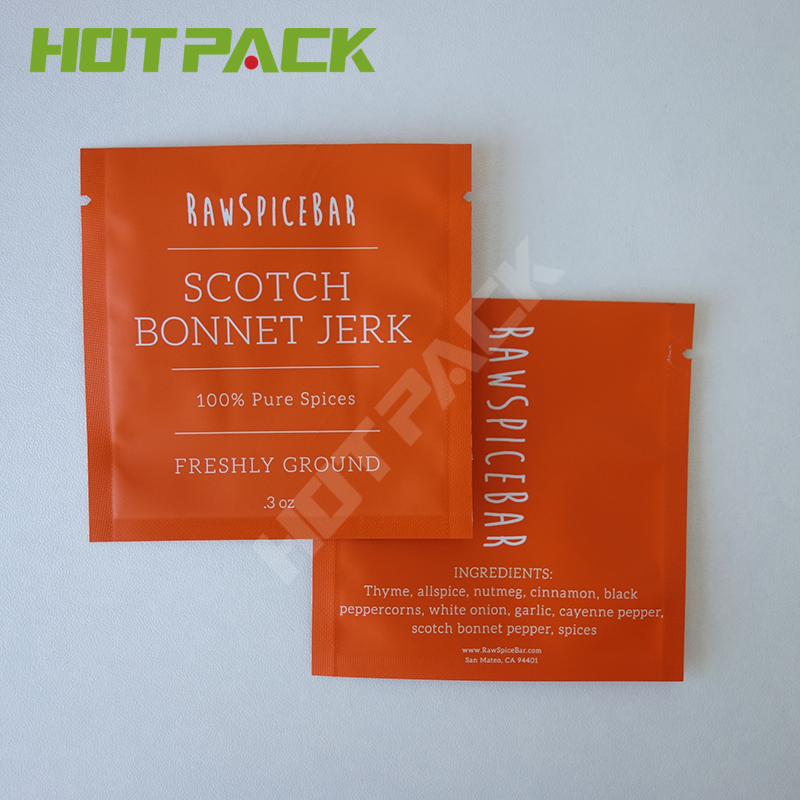 HOTPACK
RAWSPICEBAR
SCOTCH
BONNET JERK
100% Pure Spices
FRESHLY GROUND
.3 oz
HOTPACK
RAWSPICEBAR
INGREDIENTS:
Thyme, allspice, nutmeg, cinnamon, black
peppercorns, white onion, garlic, cayenne pepper,
scotch bonnet pepper, spices
www.RawSpiceBar.com
San Mateo, CA 94401